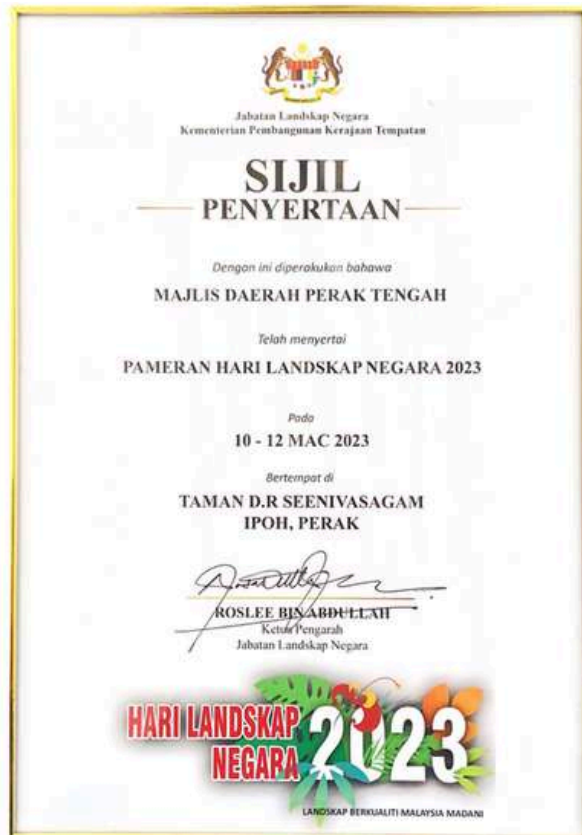 Jabatan Landskap Negara
Kementerian Pembangunan Kerajaan Tempatan
SIJIL
PENYERTAAN
Dengan ini diperakukan bahawa
MAJLIS DAERAH PERAK TENGAH
Telah menyertai
PAMERAN HARI LANDSKAP NEGARA 2023
Pada
10 - 12 MAC 2023
Bertempat di
TAMAN D.R SEENIVASAGAM
IPOH, PERAK
ROSLEE BIN ABDULLAH
Ketua Pengarah
Jabatan Landskap Negara
HARI LANDSKAP
NEGARA
2023
LANDSKAP BERKUALITI MALAYSIA MADANI